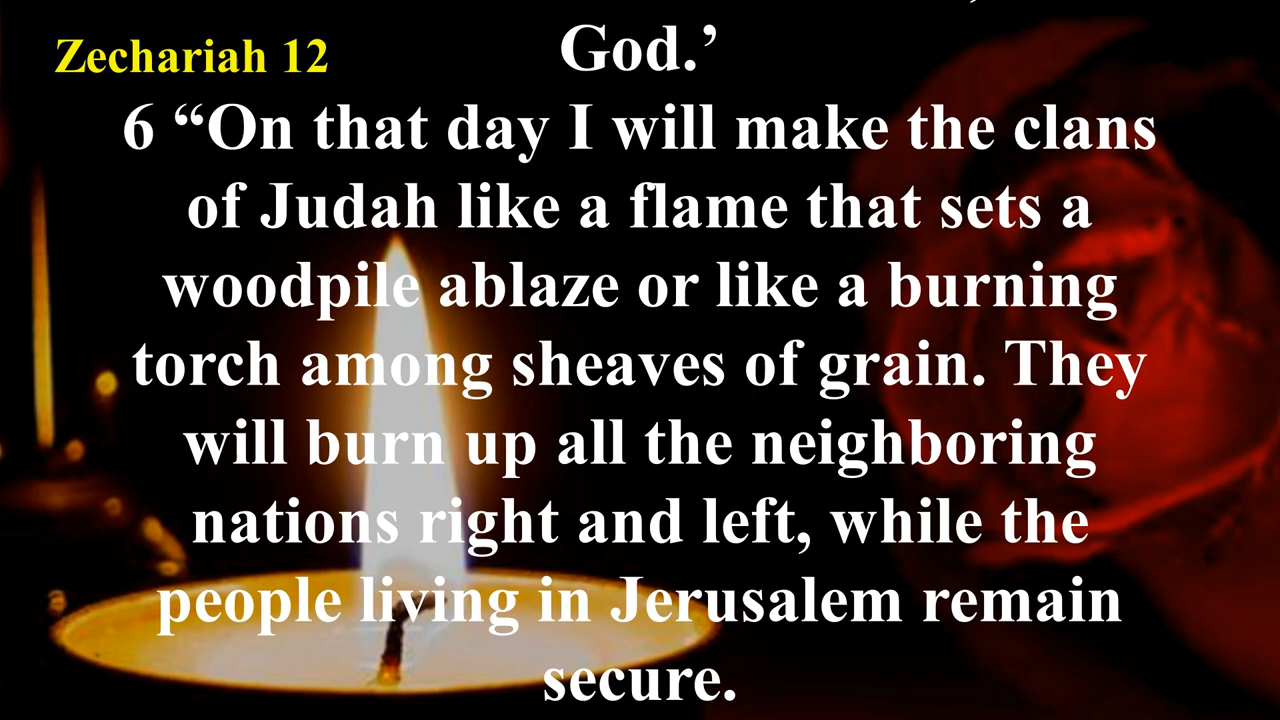 Zechariah 12
God.’
6 “On that day I will make the clans
of Judah like a flame that sets a
woodpile ablaze or like a burning
torch among sheaves of grain. They
will burn up all the neighboring
nations right and left, while the
people living in Jerusalem remain
secure.